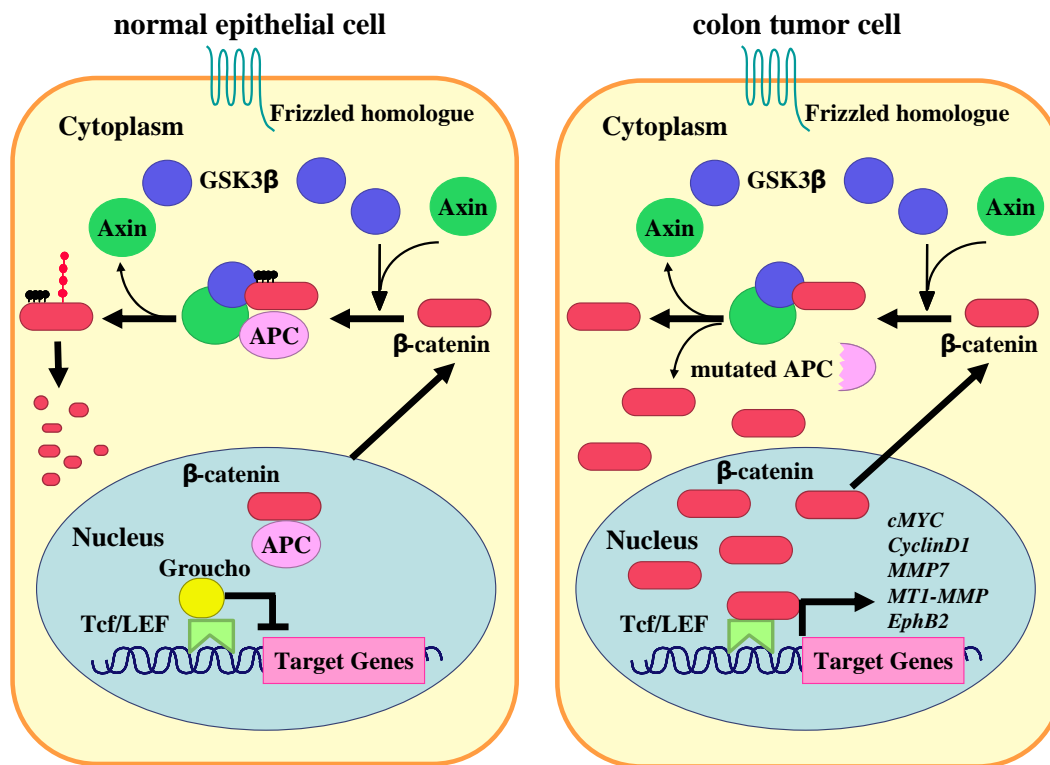 normal epithelial cell
Frizzled homologue
Cytoplasm
GSK3β
Axin
Axin
APC
β-catenin
β-catenin
Nucleus
APC
Groucho
Tcf/LEF
Target Genes
colon tumor cell
Frizzled homologue
Cytoplasm
GSK3β
Axin
Axin
β-catenin
mutated APC
β-catenin
Nucleus
cMYC
CyclinD1
MMP7
MT1-MMP
EphB2
Tcf/LEF
Target Genes